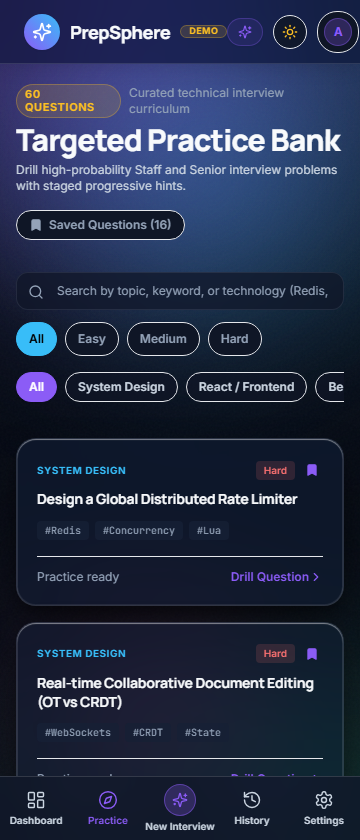 PrepSphere DEMO A
60 QUESTIONS Curated technical interview curriculum
Targeted Practice Bank
Drill high-probability Staff and Senior interview problems
with staged progressive hints.
Saved Questions (16)
Search by topic, keyword, or technology (Redis,
All Easy Medium Hard
All System Design React / Frontend Be
SYSTEM DESIGN Hard
Design a Global Distributed Rate Limiter
#Redis #Concurrency #Lua
Practice ready Drill Question
SYSTEM DESIGN Hard
Real-time Collaborative Document Editing
(OT vs CRDT)
#WebSockets #CRDT #State
Dashboard Practice New Interview History Settings